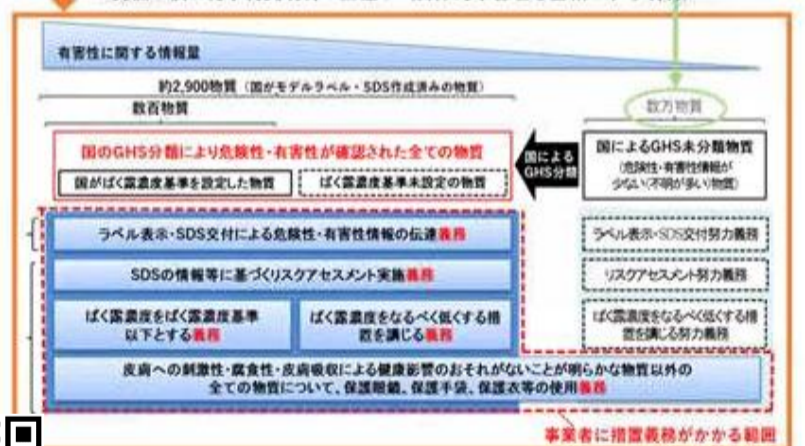 有害性に関する情報量
約2,900物質(国がモデルラベル・SDS作成済みの物質)
数百物質
数万物質
国のGHS分類により危険性・有害性が確認された全ての物質
国がばく露濃度基準を設定した物質
ばく露濃度基準未設定の物質
国による
GHS分類
国によるGHS未分類物質
(危険性・有害性情報が
少ない(不明が多い)物質)
ラベル表示・SDS交付による危険性・有害性情報の伝達義務
ラベル表示・SDS交付努力義務
SDSの情報等に基づくリスクアセスメント実施義務
リスクアセスメント努力義務
ばく露濃度をばく露濃度基準
以下とする義務
ばく露濃度をなるべく低くする措
置を講じる義務
ばく露濃度をなるべく低くする措
置を講じる努力義務
皮膚への刺激性・腐食性・皮膚吸収による健康影響のおそれがないことが明らかな物質以外の
全ての物質について、保護眼鏡、保護手袋、保護衣等の使用義務
事業者に措置義務がかかる範囲